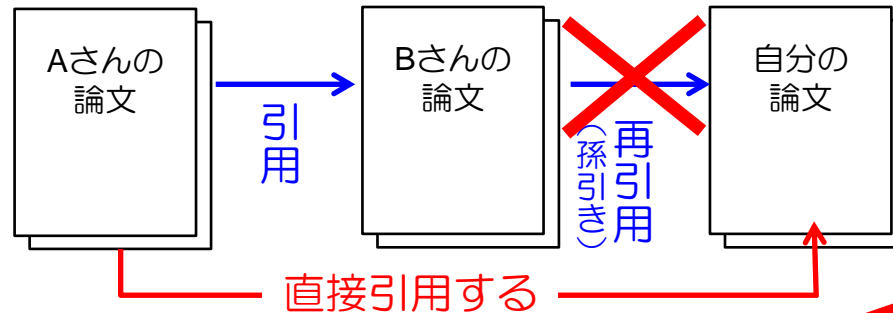 Aさんの
論文
引用
Bさんの
論文
再引用
（孫引き）
自分の
論文
直接引用する